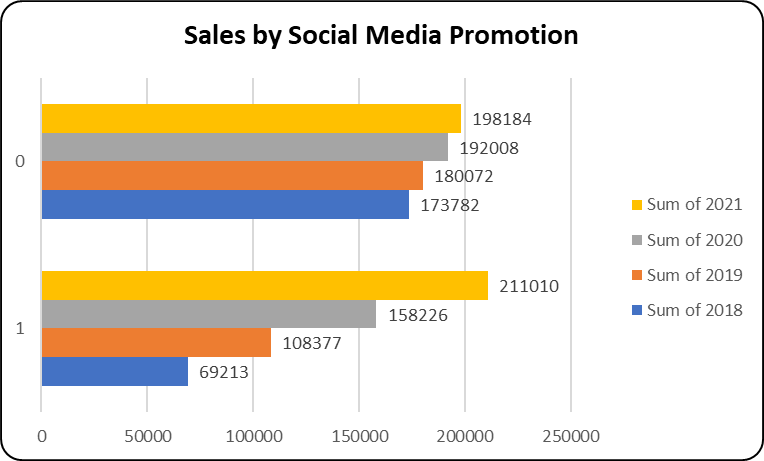 Sales by Social Media Promotion
0
198184
192008
180072
173782
1
211010
158226
108377
69213
Sum of 2021
Sum of 2020
Sum of 2019
Sum of 2018
0 50000 100000 150000 200000 250000